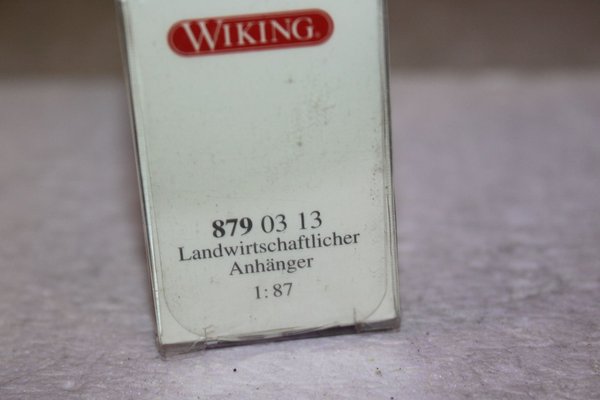 WIKING
879 03 13
Landwirtschaftlicher
Anhänger
1:87